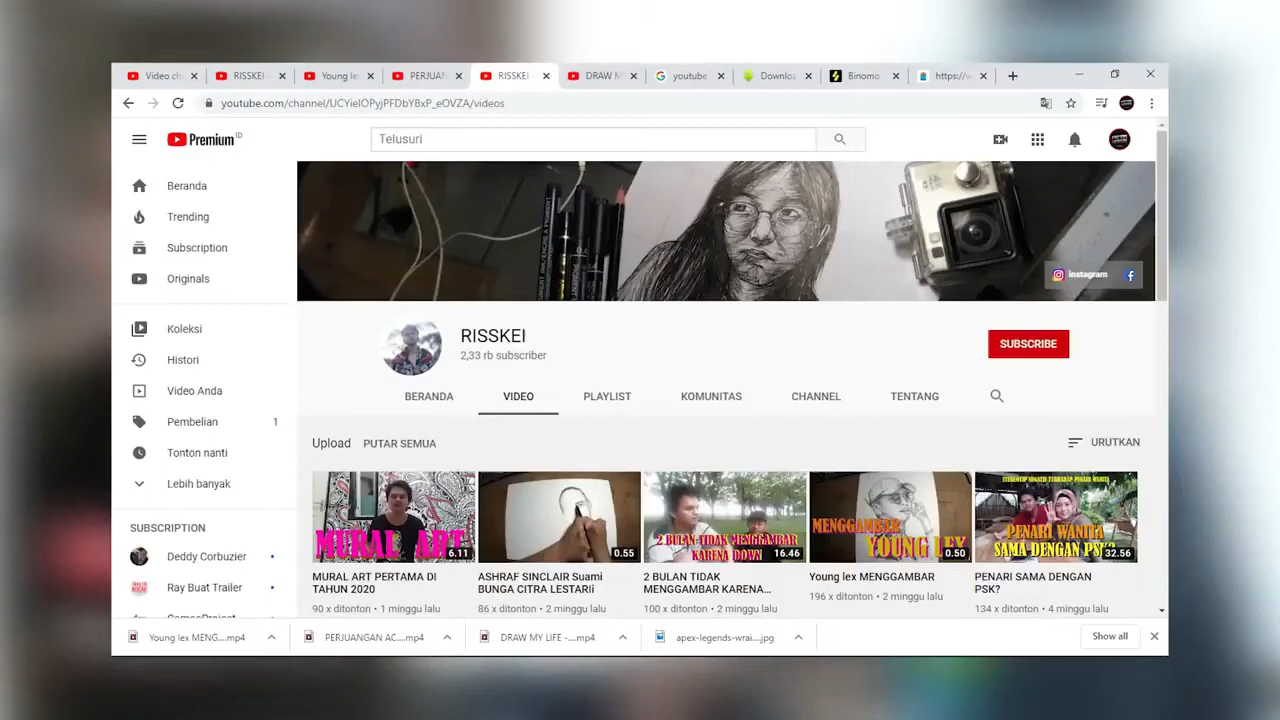 Video ch
RISSKEI
Young le
PERJUAN
RISSKEI -
DRAW M
youtube
Downlo
Binomo
https://w
youtube.com/channel/UCYielOPyjPFDbYBxP_eOVZA/videos
Premium ID
Telusuri
Beranda
Trending
Subscription
Originals
Koleksi
Histori
Video Anda
Pembelian 1
Tonton nanti
Lebih banyak
SUBSCRIPTION
Deddy Corbuzier
Ray Buat Trailer
instagram
RISSKEI
2,33 rb subscriber
SUBSCRIBE
BERANDA VIDEO PLAYLIST KOMUNITAS CHANNEL TENTANG
Upload PUTAR SEMUA
URUTKAN
MURAL ART
6.11
MURAL ART PERTAMA DI
TAHUN 2020
90 x ditonton • 1 minggu lalu
0.55
ASHRAF SINCLAIR Suami
BUNGA CITRA LESTARIi
86 x ditonton • 2 minggu lalu
2 BULAN TIDAK MENGGAMBAR
KARENA DOWN
16.46
2 BULAN TIDAK
MENGGAMBAR KARENA...
100 x ditonton • 2 minggu lalu
MENGGAMBAR
YOUNG LEX
0.50
Young lex MENGGAMBAR
196 x ditonton • 2 minggu lalu
STEREOTIP NEGATIF TERHADAP PENARI WANITA
PENARI WANITA
SAMA DENGAN PSK?
32.56
PENARI SAMA DENGAN
PSK?
134 x ditonton • 4 minggu lalu
Young lex MENG....mp4
PERJUANGAN AC....mp4
DRAW MY LIFE -....mp4
apex-legends-wrai....jpg
Show all